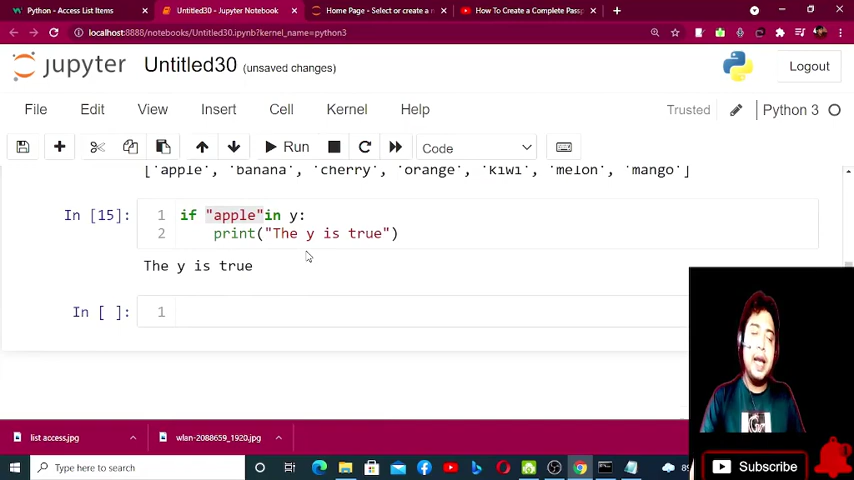 Python - Access List Items
Untitled30 - Jupyter Notebook
Home Page - Select or create a n
How To Create a Complete Passp
localhost:8888/notebooks/Untitled30.ipynb?kernel_name=python3
jupyter Untitled30 (unsaved changes)
Logout
File Edit View Insert Cell Kernel Help
Trusted Python 3
Run
Code
['apple', 'banana', 'cherry', 'orange', 'kiwi', 'melon', 'mango']
In [15]: 1 if "apple"in y:
2 print("The y is true")
The y is true
In [ ]: 1
list access.jpg
wlan-2088659_1920.jpg
Subscribe
Type here to search